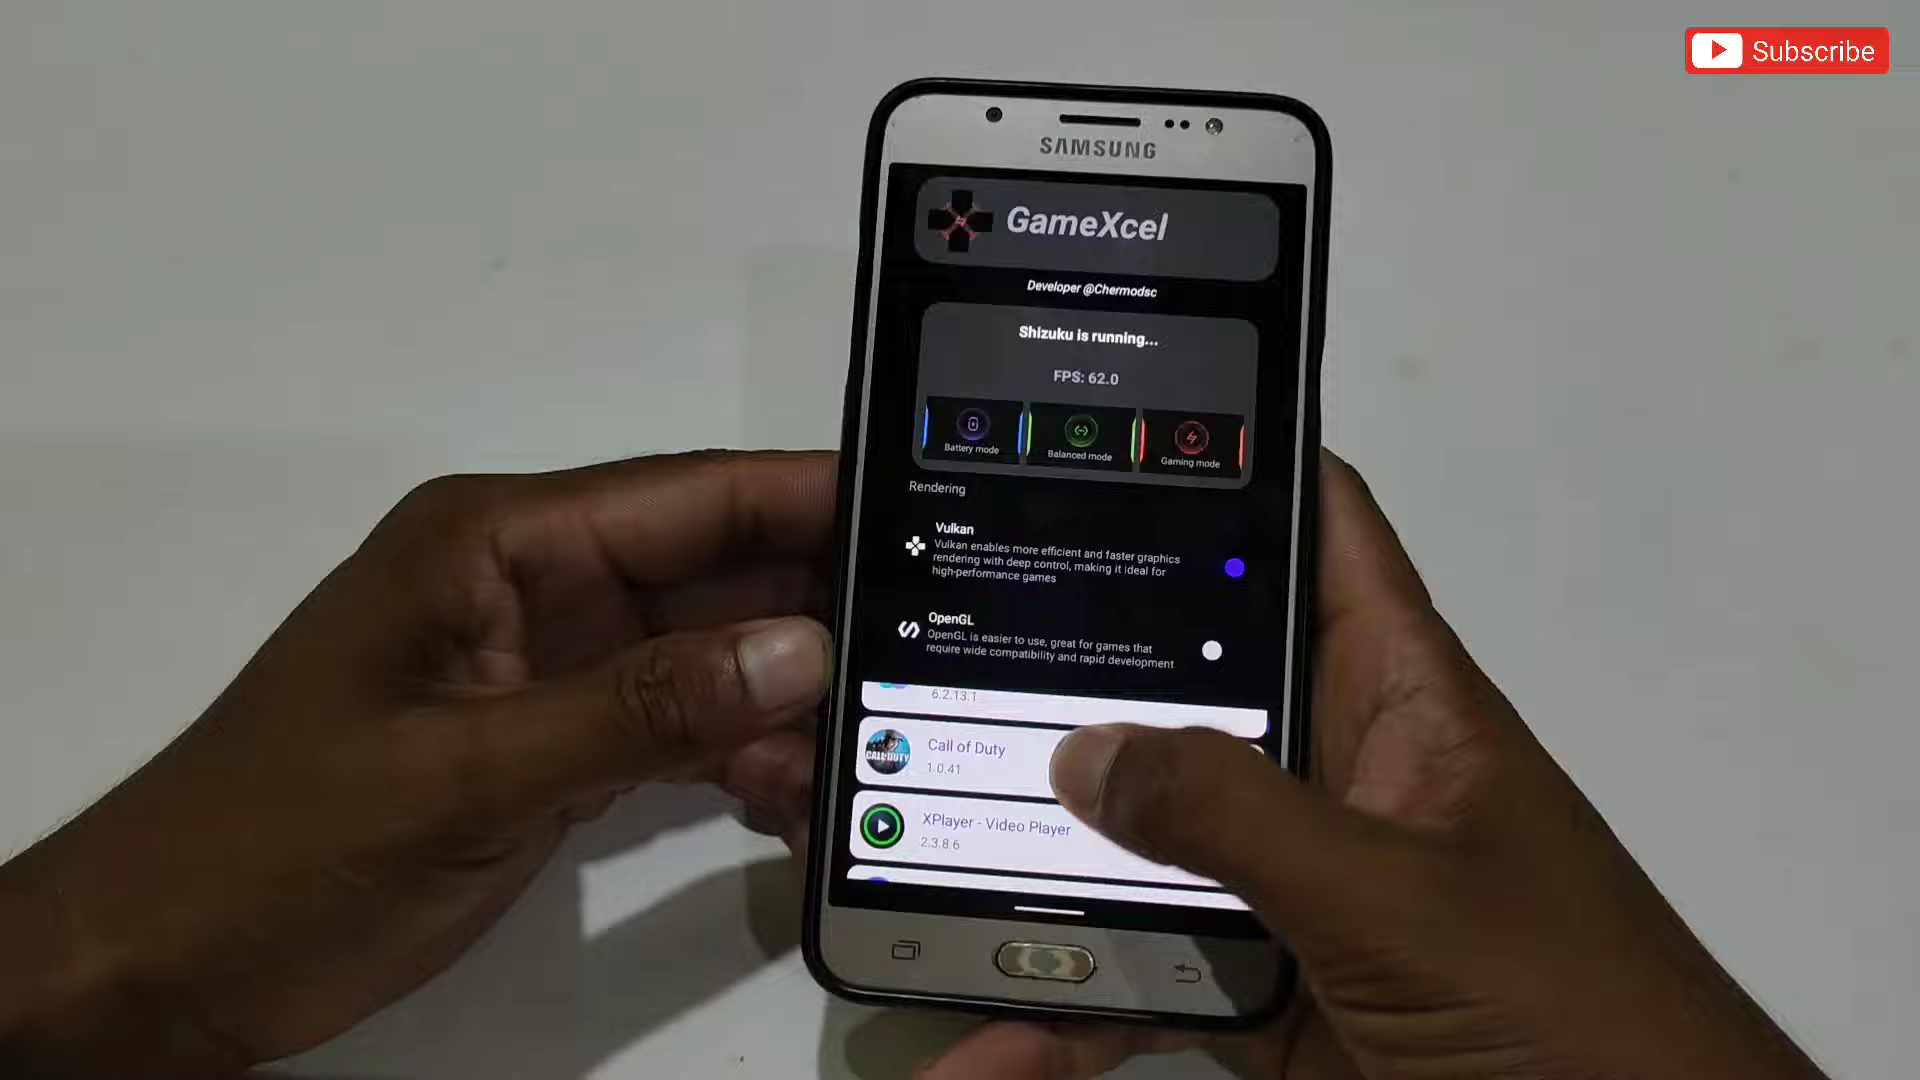 Subscribe
SAMSUNG
GameXcel
Developer @Chermodsc
Shizuku is running...
FPS: 62.0
Battery mode
Balanced mode
Gaming mode
Rendering
Vulkan
Vulkan enables more efficient and faster graphics
rendering with deep control, making it ideal for
high-performance games
OpenGL
OpenGL is easier to use, great for games that
require wide compatibility and rapid development
6.2.13.1
Call of Duty
1.0.41
CALL DUTY
XPlayer - Video Player
2.3.8.6